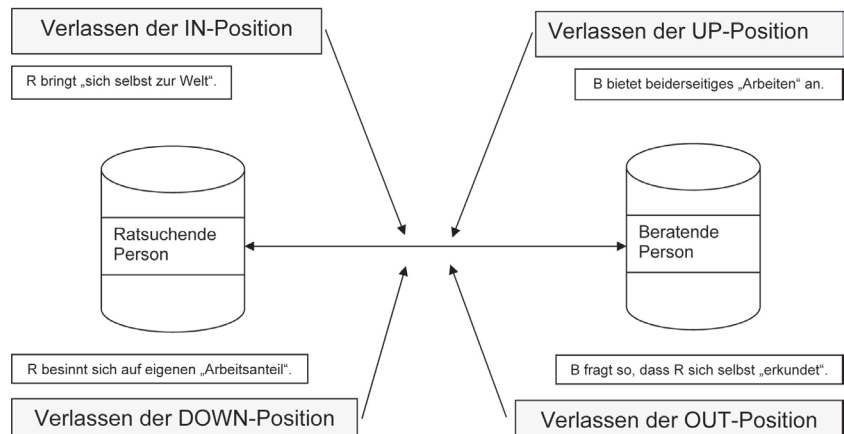 Verlassen der IN-Position
Verlassen der UP-Position
R bringt „sich selbst zur Welt“.
B bietet beiderseitiges „Arbeiten“ an.
Ratsuchende
Person
Beratende
Person
R besinnt sich auf eigenen „Arbeitsanteil“.
B fragt so, dass R sich selbst „erkundet“.
Verlassen der DOWN-Position
Verlassen der OUT-Position